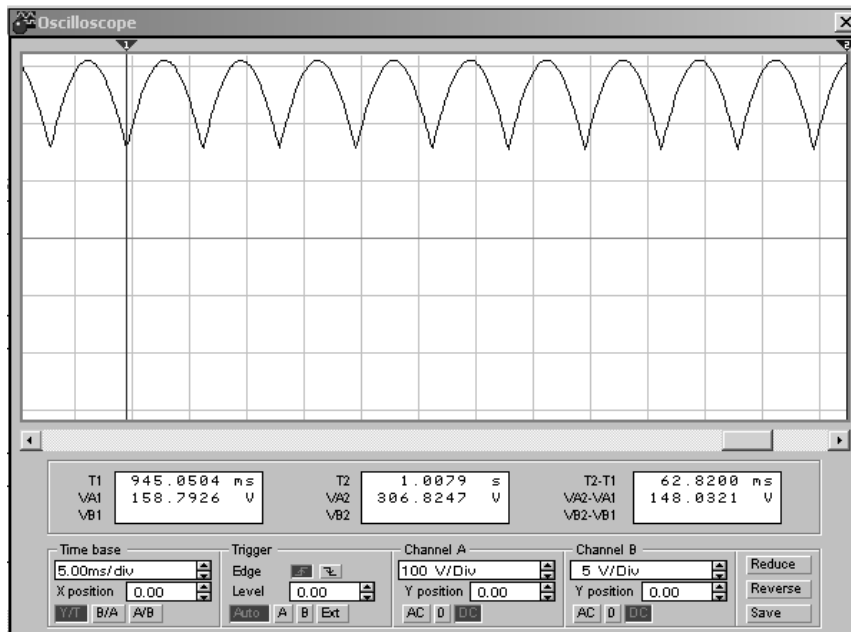 Oscilloscope
1 2
T1 945.0504 ms T2 1.0079 s T2-T1 62.8200 ms
VA1 158.7926 V VA2 306.8247 V VA2-VA1 148.0321 V
VB1 VB2 VB2-VB1
Time base Trigger Channel A Channel B
5.00ms/div Edge 100 V/Div 5 V/Div Reduce
X position 0.00 Level 0.00 Y position 0.00 Y position 0.00 Reverse
Y/T B/A A/B Auto A B Ext AC 0 DC AC 0 DC Save